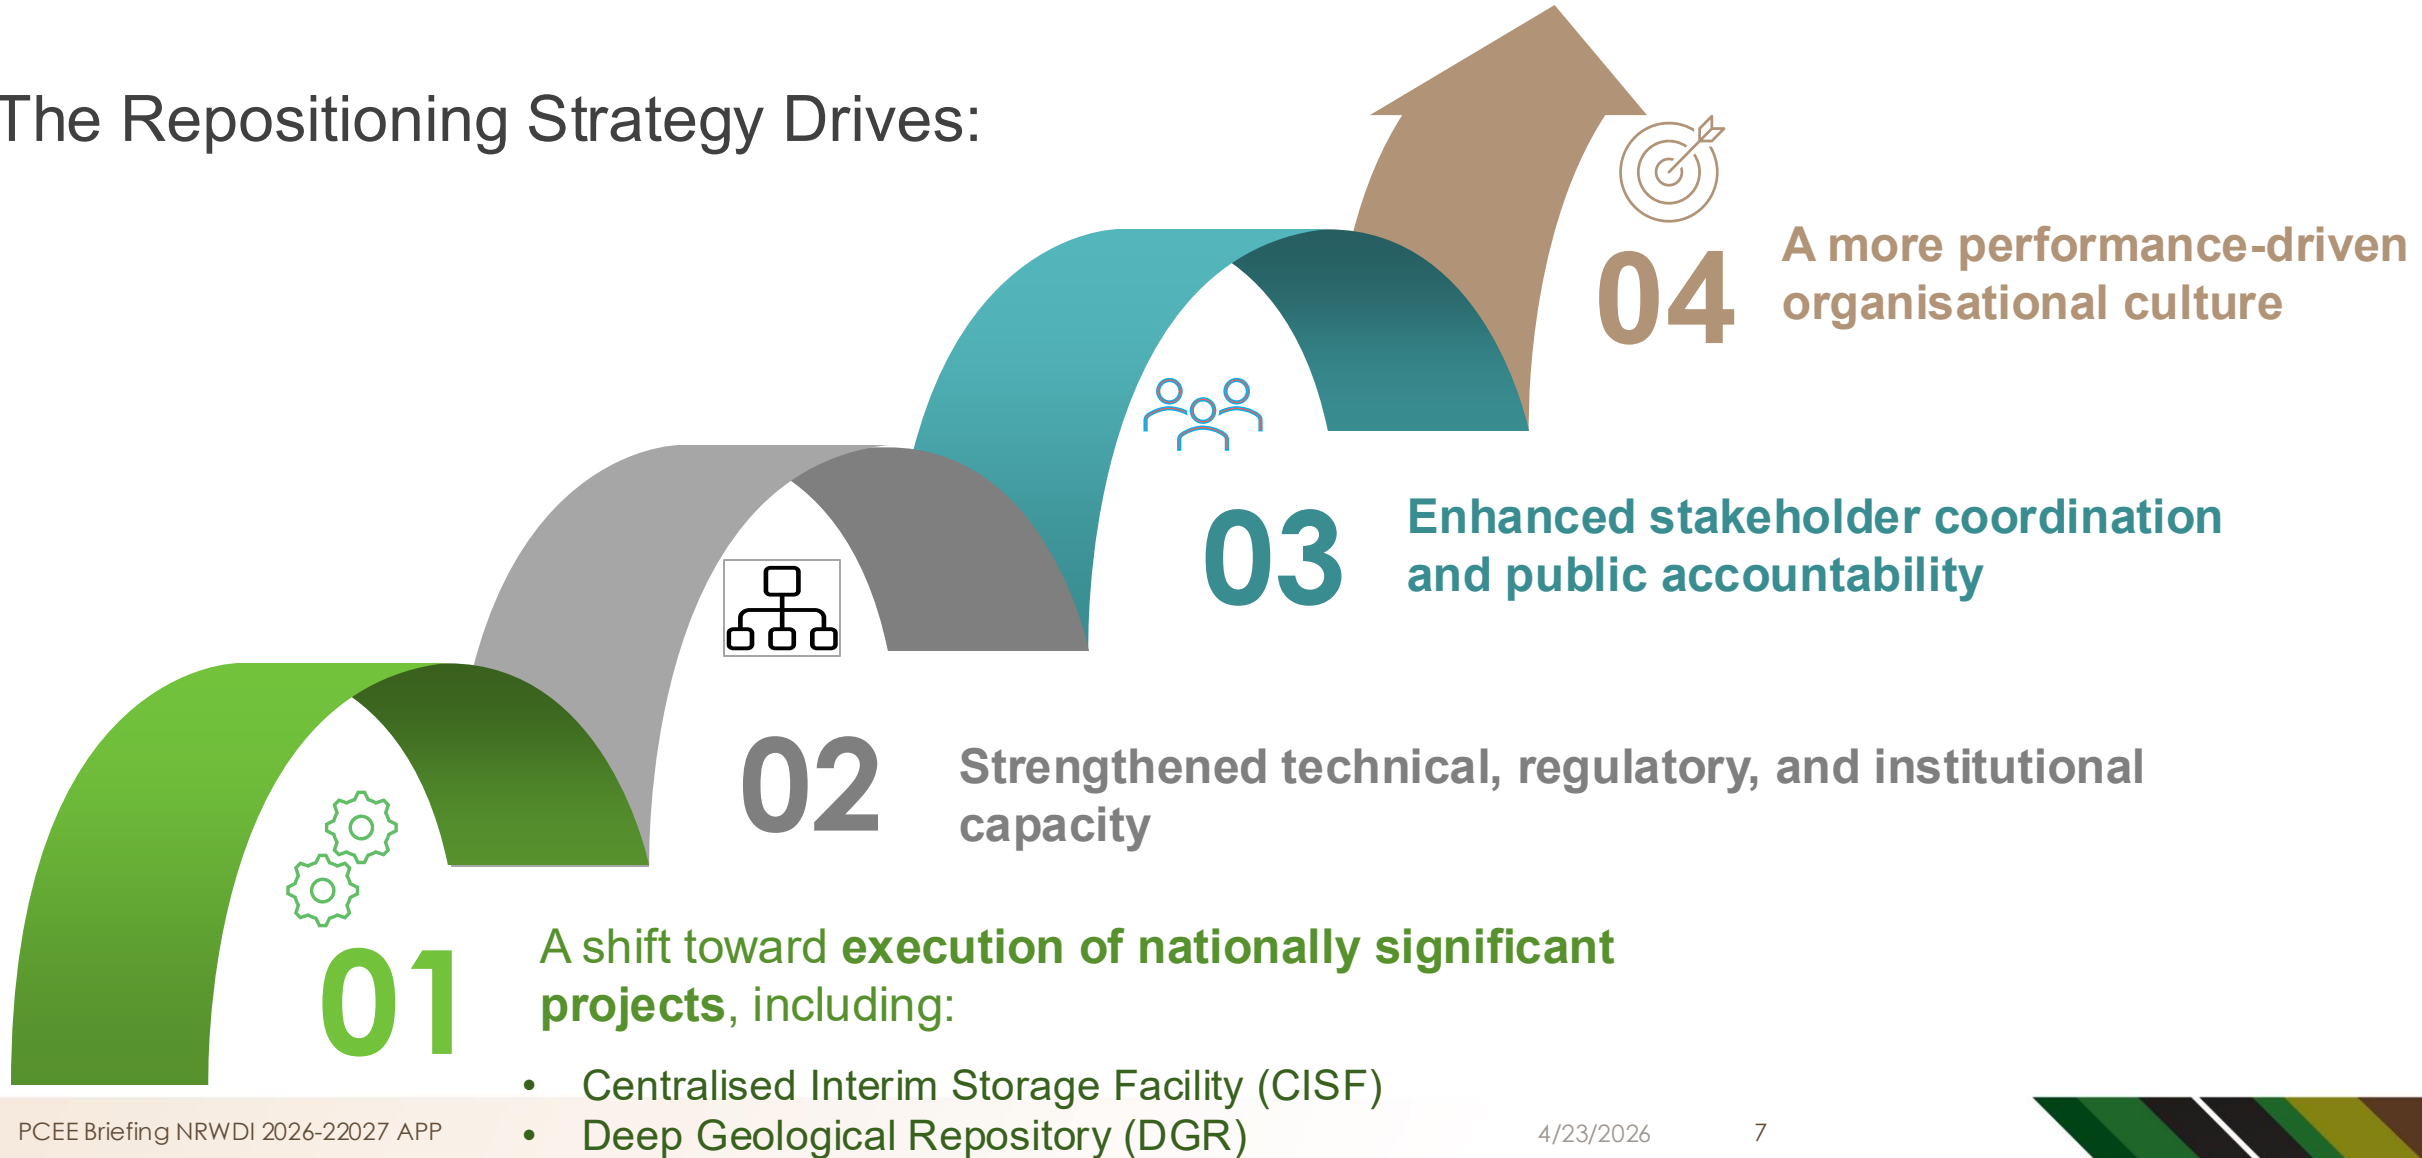 The Repositioning Strategy Drives:
04
A more performance-driven
organisational culture
03
Enhanced stakeholder coordination
and public accountability
02
Strengthened technical, regulatory, and institutional
capacity
01
A shift toward execution of nationally significant
projects, including:
• Centralised Interim Storage Facility (CISF)
• Deep Geological Repository (DGR)
PCEE Briefing NRWDI 2026-22027 APP
4/23/2026
7